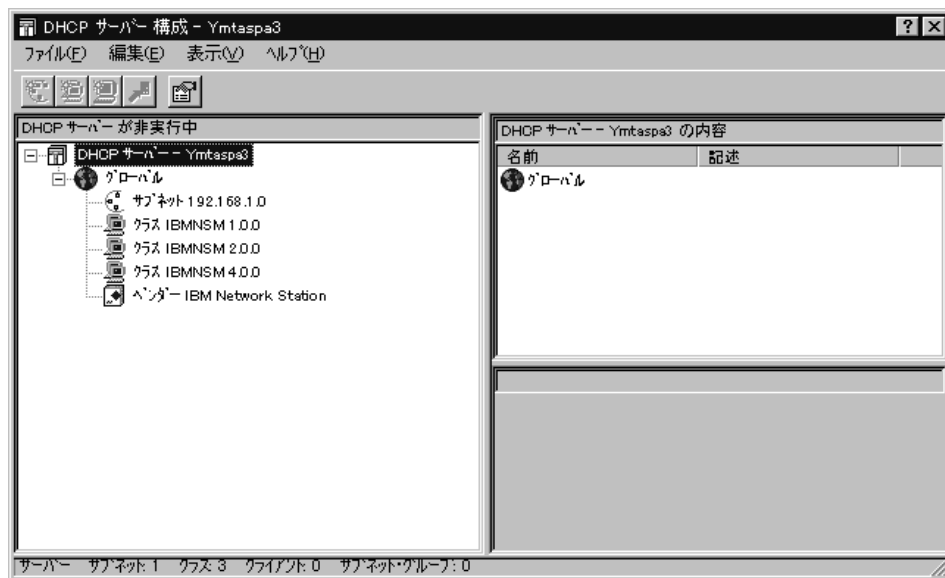 DHCP サーバー 構成 - Ymtaspa3
ファイル(F) 編集(E) 表示(V) ヘルプ(H)
DHCP サーバー が非実行中
DHCP サーバー - Ymtaspa3
グローバル
サブネット 192.168.1.0
クラス IBMNSM 1.0.0
クラス IBMNSM 2.0.0
クラス IBMNSM 4.0.0
ベンダー IBM Network Station
DHCP サーバー - Ymtaspa3 の内容
名前 記述
グローバル
サーバー サブネット: 1 クラス: 3 クライアント: 0 サブネット・グループ: 0